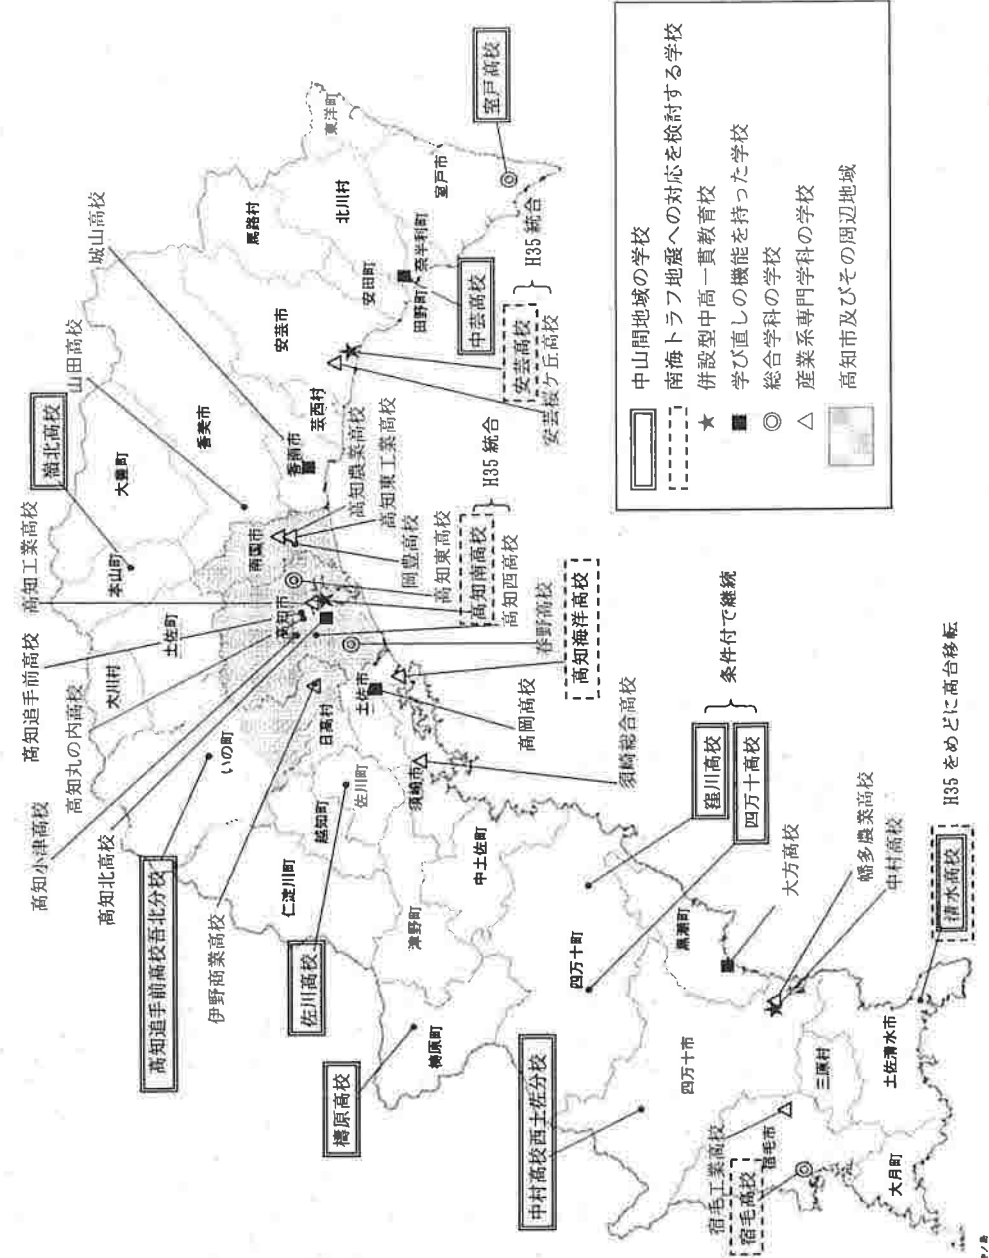 嶺北高校
高知工業高校
山田高校
城山高校
室戸高校
高知追手前高校
高知丸の内高校
高知小津高校
高知北高校
高知追手前高校吾北分校
伊野商業高校
佐川高校
檮原高校
中村高校西土佐分校
宿毛工業高校
宿毛高校
東洋町
室戸市
北川村
馬路村
奈半利町
田野町
安田町
安芸市
芸西村
香南市
香美市
大豊町
本山町
土佐町
大川村
南国市
高知市
いの町
日高村
土佐市
須崎市
佐川町
越知町
仁淀川町
津野町
中土佐町
檮原町
四万十町
黒潮町
四万十市
三原村
土佐清水市
宿毛市
大月町
中芸高校
安芸高校
安芸桜ケ丘高校
H35 統合
高知農業高校
高知東工業高校
岡豊高校
高知東高校
高知南高校
高知西高校
H35 統合
春野高校
高知海洋高校
高岡高校
須崎総合高校
窪川高校
四万十高校
条件付で継続
大方高校
幡多農業高校
中村高校
清水高校
H35 をめどに高台移転
中山間地域の学校
南海トラフ地震への対応を検討する学校
★ 併設型中高一貫教育校
■ 学び直しの機能を持った学校
◎ 総合学科の学校
△ 産業系専門学科の学校
高知市及びその周辺地域